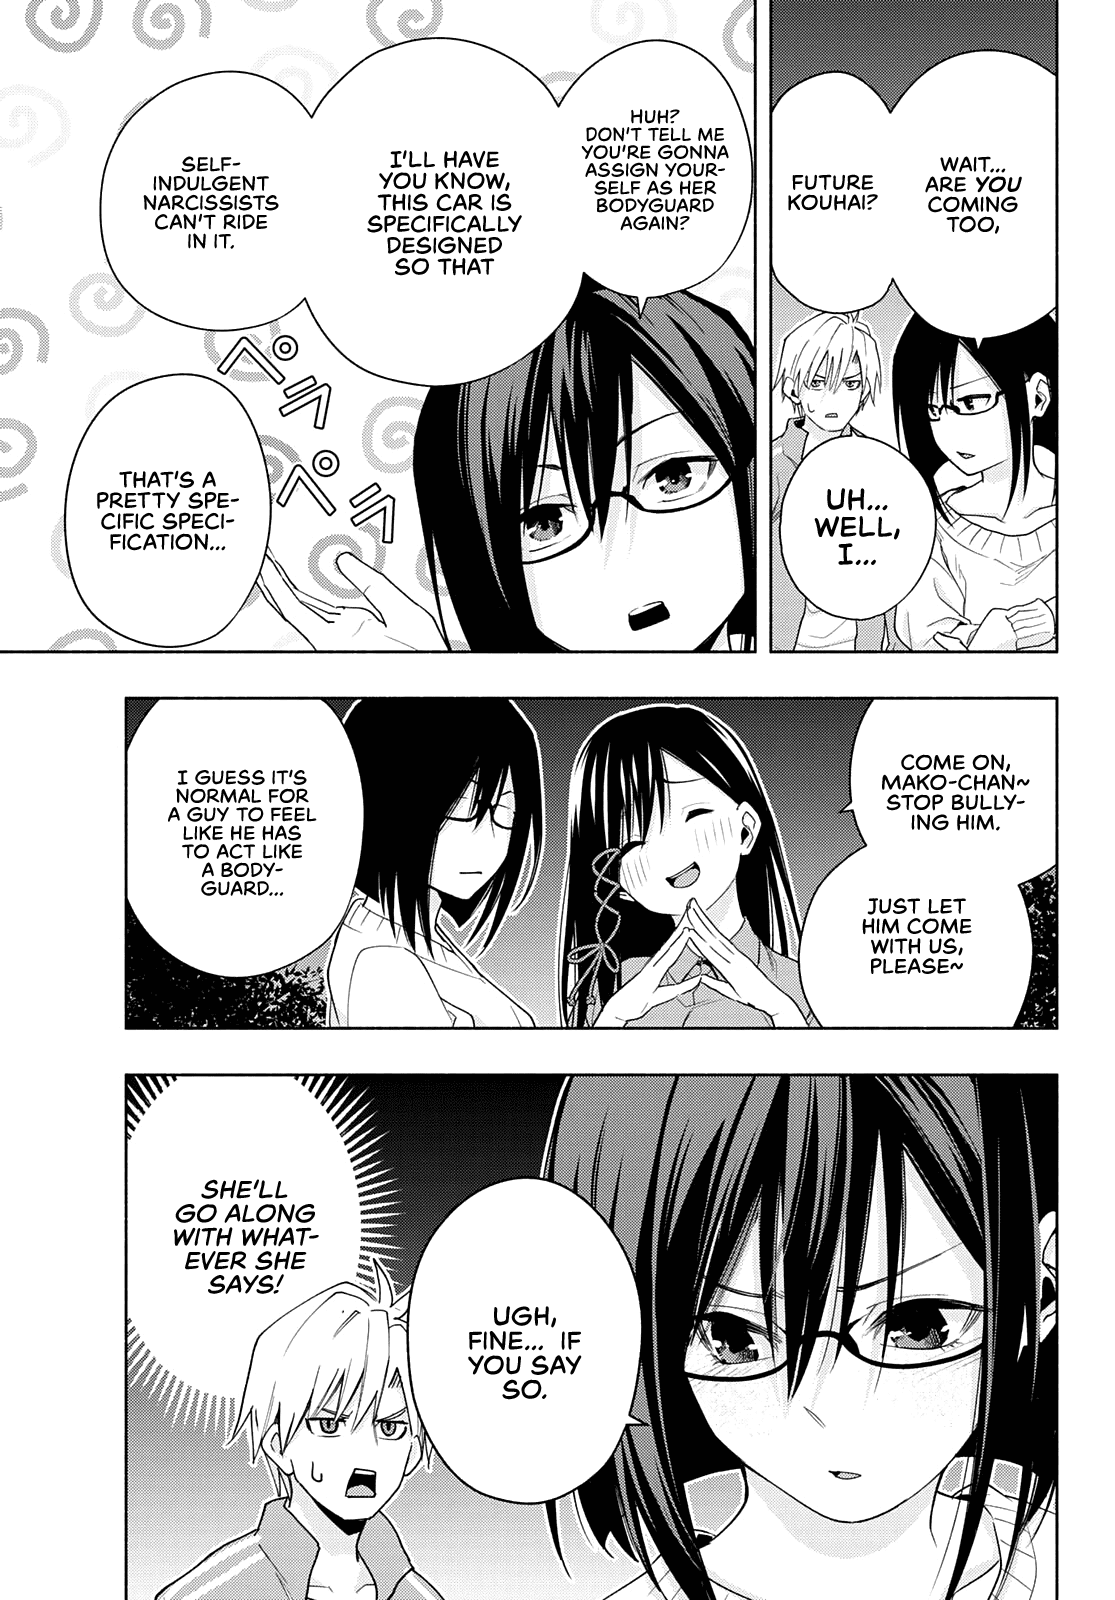 WAIT...
ARE YOU
COMING
TOO,
FUTURE
KOUHAI?
UH...
WELL,
I...
HUH?
DON'T TELL ME
YOU'RE GONNA
ASSIGN YOUR-
SELF AS HER
BODYGUARD
AGAIN?
I'LL HAVE
YOU KNOW,
THIS CAR IS
SPECIFICALLY
DESIGNED
SO THAT
SELF-
INDULGENT
NARCISSISTS
CAN'T RIDE
IN IT.
ペラ
ペラ
THAT'S A
PRETTY SPE-
CIFIC SPECI-
FICATION...
COME ON,
MAKO-CHAN~
STOP BULLY-
ING HIM.
JUST LET
HIM COME
WITH US,
PLEASE~
I GUESS IT'S
NORMAL FOR
A GUY TO FEEL
LIKE HE HAS
TO ACT LIKE
A BODY-
GUARD...
UGH,
FINE... IF
YOU SAY
SO.
SHE'LL
GO ALONG
WITH WHAT-
EVER SHE
SAYS!